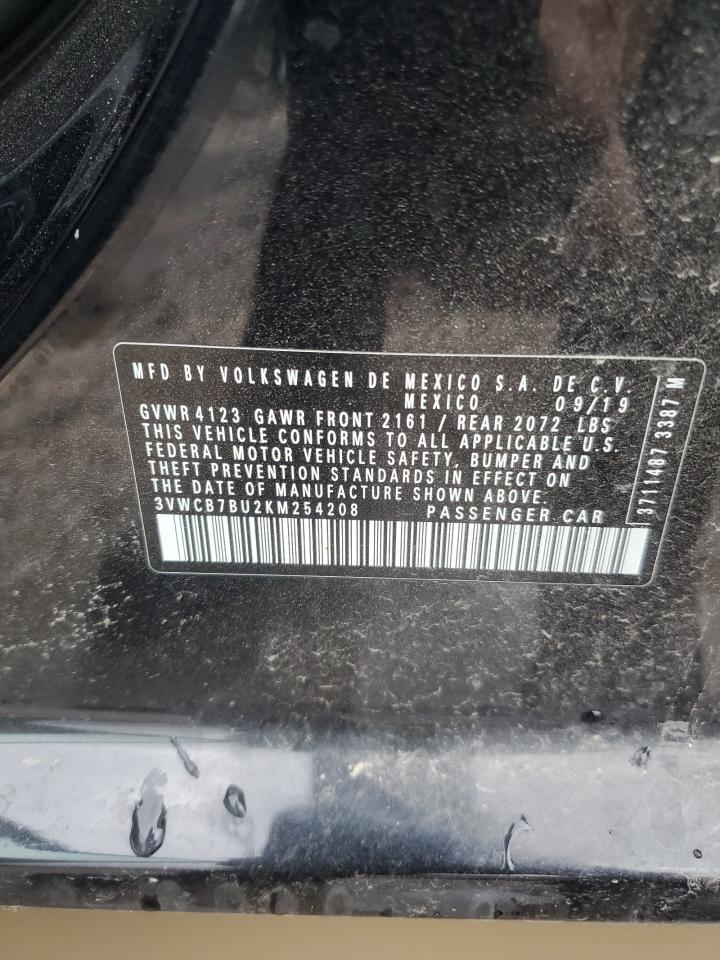 MFD BY VOLKSWAGEN DE MEXICO S.A. DE C.V.
MEXICO 09/19
GVWR 4123 GAWR FRONT 2161 / REAR 2072 LBS
THIS VEHICLE CONFORMS TO ALL APPLICABLE U.S.
FEDERAL MOTOR VEHICLE SAFETY, BUMPER AND
THEFT PREVENTION STANDARDS IN EFFECT ON
THE DATE OF MANUFACTURE SHOWN ABOVE.
3VWCB7BU2KM254208 PASSENGER CAR
3711487 3387 M